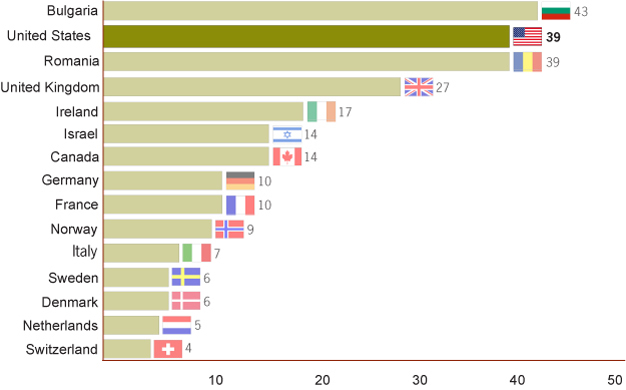 Bulgaria 43
United States 39
Romania 39
United Kingdom 27
Ireland 17
Israel 14
Canada 14
Germany 10
France 10
Norway 9
Italy 7
Sweden 6
Denmark 6
Netherlands 5
Switzerland 4
10 20 30 40 50